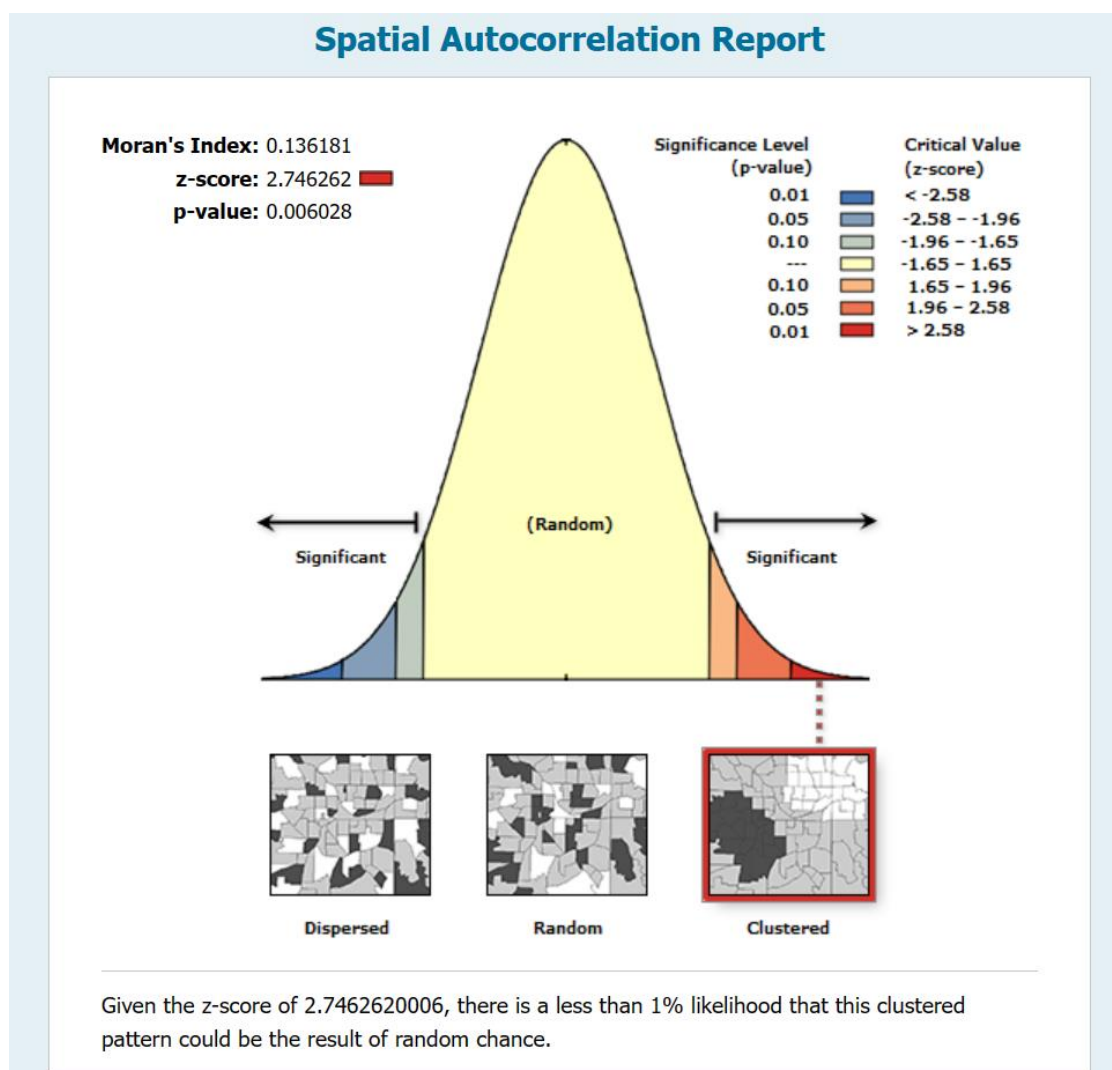 Spatial Autocorrelation Report
Moran's Index: 0.136181
z-score: 2.746262
p-value: 0.006028
Significance Level
(p-value)
Critical Value
(z-score)
0.01 < -2.58
0.05 -2.58 – -1.96
0.10 -1.96 – -1.65
--- -1.65 – 1.65
0.10 1.65 – 1.96
0.05 1.96 – 2.58
0.01 > 2.58
(Random)
Significant
Significant
Dispersed
Random
Clustered
Given the z-score of 2.7462620006, there is a less than 1% likelihood that this clustered
pattern could be the result of random chance.